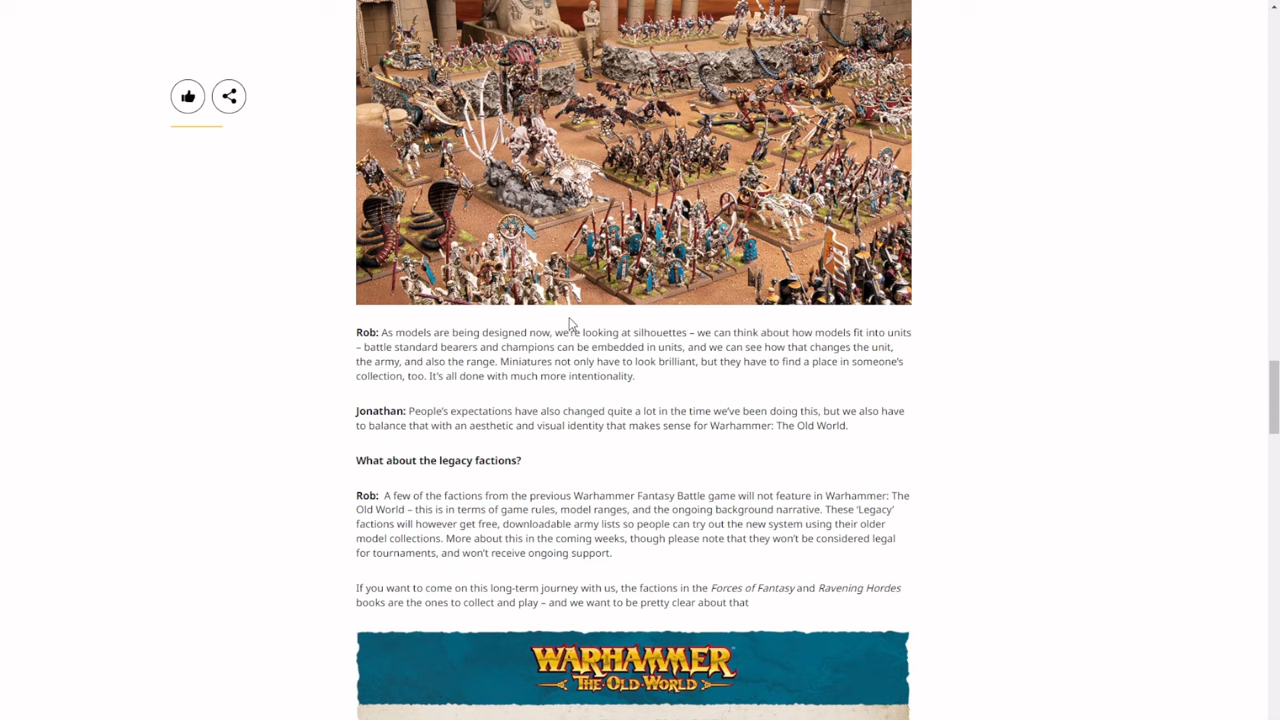 Rob: As models are being designed now, we're looking at silhouettes – we can think about how models fit into units
– battle standard bearers and champions can be embedded in units, and we can see how that changes the unit,
the army, and also the range. Miniatures not only have to look brilliant, but they have to find a place in someone's
collection, too. It's all done with much more intentionality.
Jonathan: People's expectations have also changed quite a lot in the time we've been doing this, but we also have
to balance that with an aesthetic and visual identity that makes sense for Warhammer: The Old World.
What about the legacy factions?
Rob: A few of the factions from the previous Warhammer Fantasy Battle game will not feature in Warhammer: The
Old World – this is in terms of game rules, model ranges, and the ongoing background narrative. These 'Legacy'
factions will however get free, downloadable army lists so people can try out the new system using their older
model collections. More about this in the coming weeks, though please note that they won't be considered legal
for tournaments, and won't receive ongoing support.
If you want to come on this long-term journey with us, the factions in the Forces of Fantasy and Ravening Hordes
books are the ones to collect and play – and we want to be pretty clear about that
WARHAMMER
THE OLD WORLD